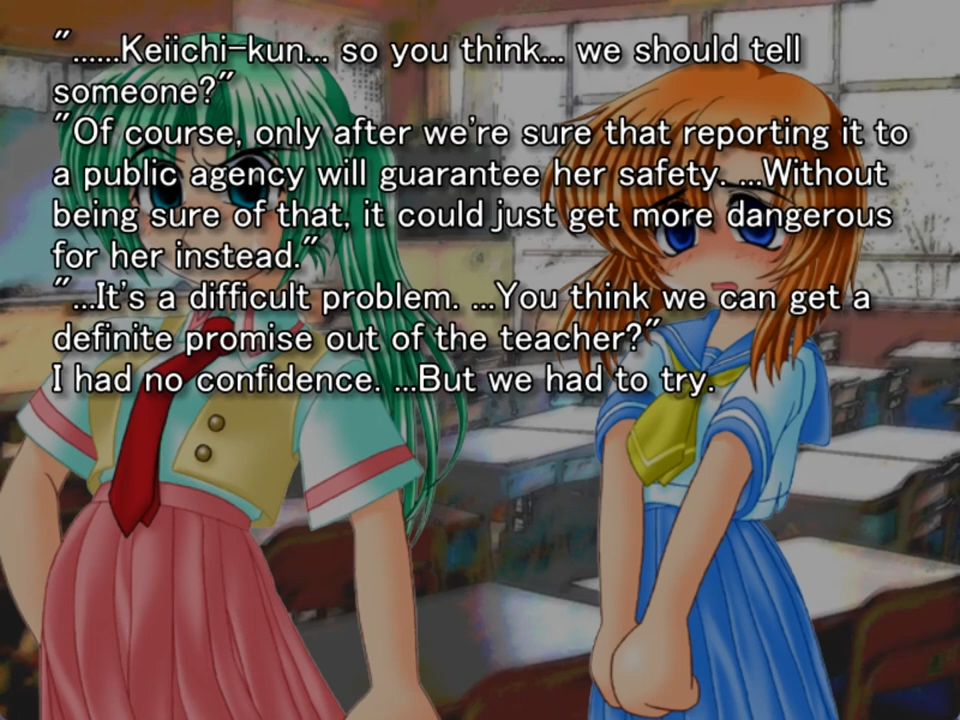 "......Keiichi-kun... so you think... we should tell
someone?"
"Of course, only after we're sure that reporting it to
a public agency will guarantee her safety. ...Without
being sure of that, it could just get more dangerous
for her instead."
"...It's a difficult problem. ...You think we can get a
definite promise out of the teacher?"
I had no confidence. ...But we had to try.